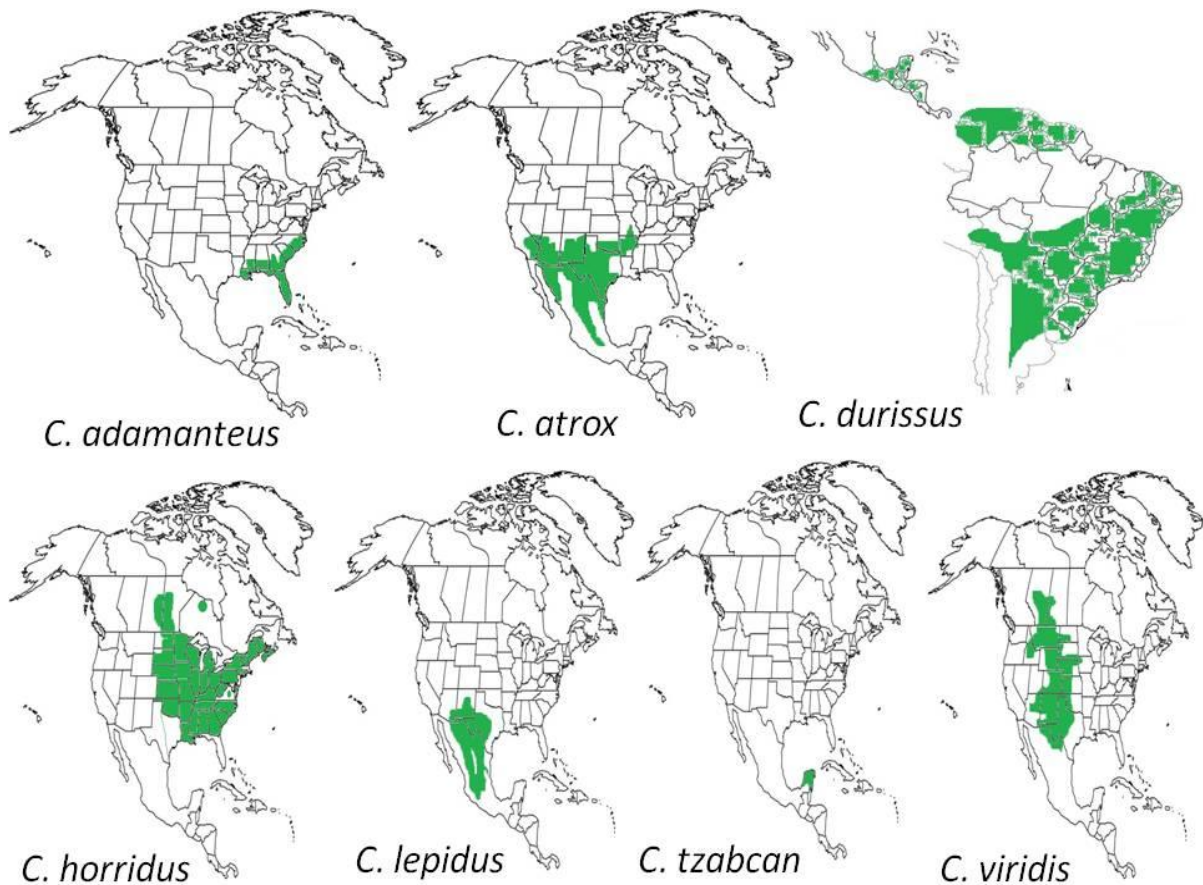 C. adamanteus
C. atrox
C. durissus
C. horridus
C. lepidus
C. tzabcan
C. viridis